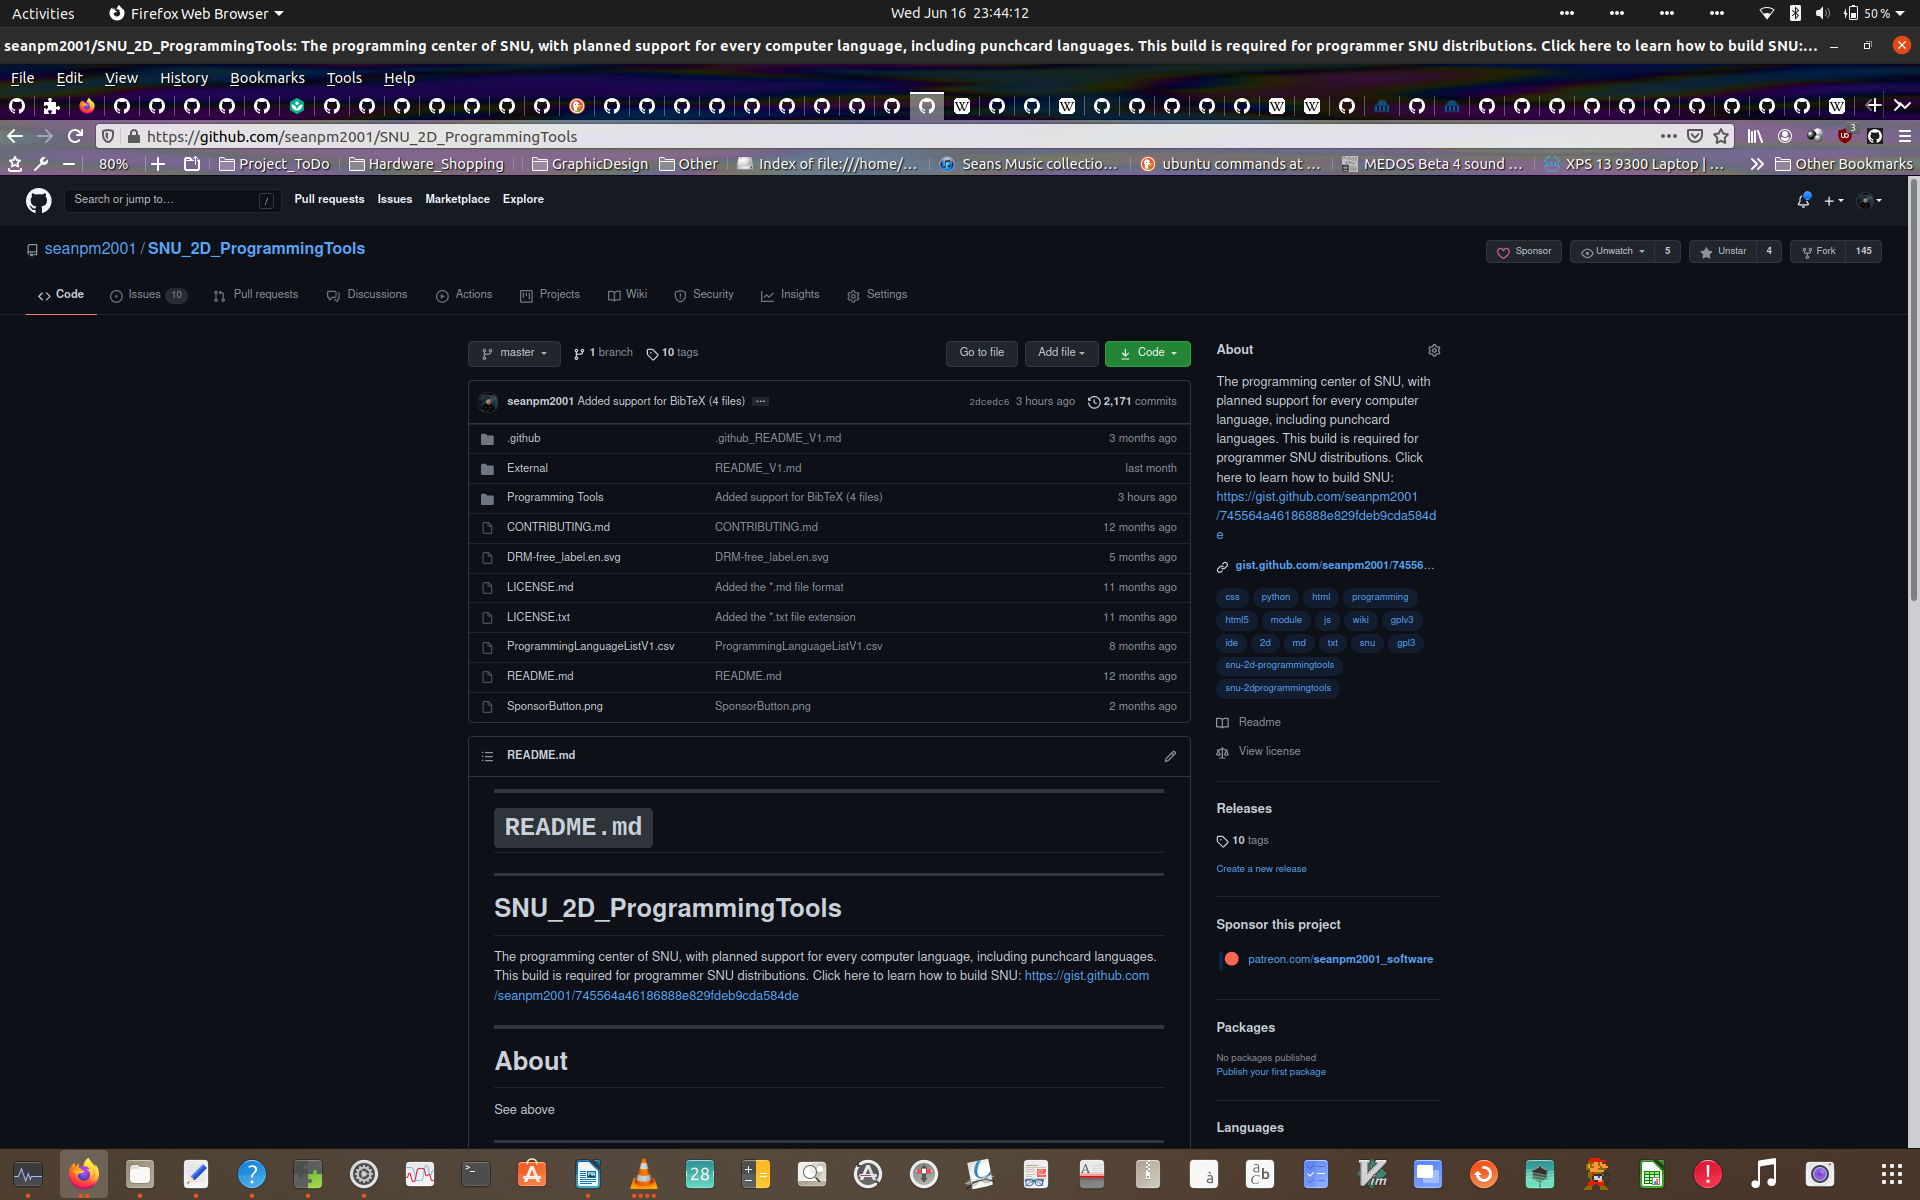 Activities
Firefox Web Browser
Wed Jun 16 23:44:12
50 %
seanpm2001/SNU_2D_ProgrammingTools: The programming center of SNU, with planned support for every computer language, including punchcard languages. This build is required for programmer SNU distributions. Click here to learn how to build SNU:…
File Edit View History Bookmarks Tools Help
https://github.com/seanpm2001/SNU_2D_ProgrammingTools
3
80%
Project_ToDo
Hardware_Shopping
GraphicDesign
Other
Index of file:///home/…
Seans Music collectio…
ubuntu commands at …
MEDOS Beta 4 sound …
XPS 13 9300 Laptop | …
Other Bookmarks
Search or jump to…
/
Pull requests Issues Marketplace Explore
seanpm2001 / SNU_2D_ProgrammingTools
Sponsor
Unwatch 5
Unstar 4
Fork 145
Code
Issues 10
Pull requests
Discussions
Actions
Projects
Wiki
Security
Insights
Settings
master
1 branch
10 tags
Go to file
Add file
Code
seanpm2001 Added support for BibTeX (4 files) ...
2dcedc6 3 hours ago
2,171 commits
.github .github_README_V1.md 3 months ago
External README_V1.md last month
Programming Tools Added support for BibTeX (4 files) 3 hours ago
CONTRIBUTING.md CONTRIBUTING.md 12 months ago
DRM-free_label.en.svg DRM-free_label.en.svg 5 months ago
LICENSE.md Added the *.md file format 11 months ago
LICENSE.txt Added the *.txt file extension 11 months ago
ProgrammingLanguageListV1.csv ProgrammingLanguageListV1.csv 8 months ago
README.md README.md 12 months ago
SponsorButton.png SponsorButton.png 2 months ago
README.md
README.md
SNU_2D_ProgrammingTools
The programming center of SNU, with planned support for every computer language, including punchcard languages.
This build is required for programmer SNU distributions. Click here to learn how to build SNU: https://gist.github.com
/seanpm2001/745564a46186888e829fdeb9cda584de
About
See above
About
The programming center of SNU, with
planned support for every computer
language, including punchcard
languages. This build is required for
programmer SNU distributions. Click
here to learn how to build SNU:
https://gist.github.com/seanpm2001
/745564a46186888e829fdeb9cda584d
e
gist.github.com/seanpm2001/74556…
css python html programming
html5 module js wiki gplv3
ide 2d md txt snu gpl3
snu-2d-programmingtools
snu-2dprogrammingtools
Readme
View license
Releases
10 tags
Create a new release
Sponsor this project
patreon.com/seanpm2001_software
Packages
No packages published
Publish your first package
Languages
28